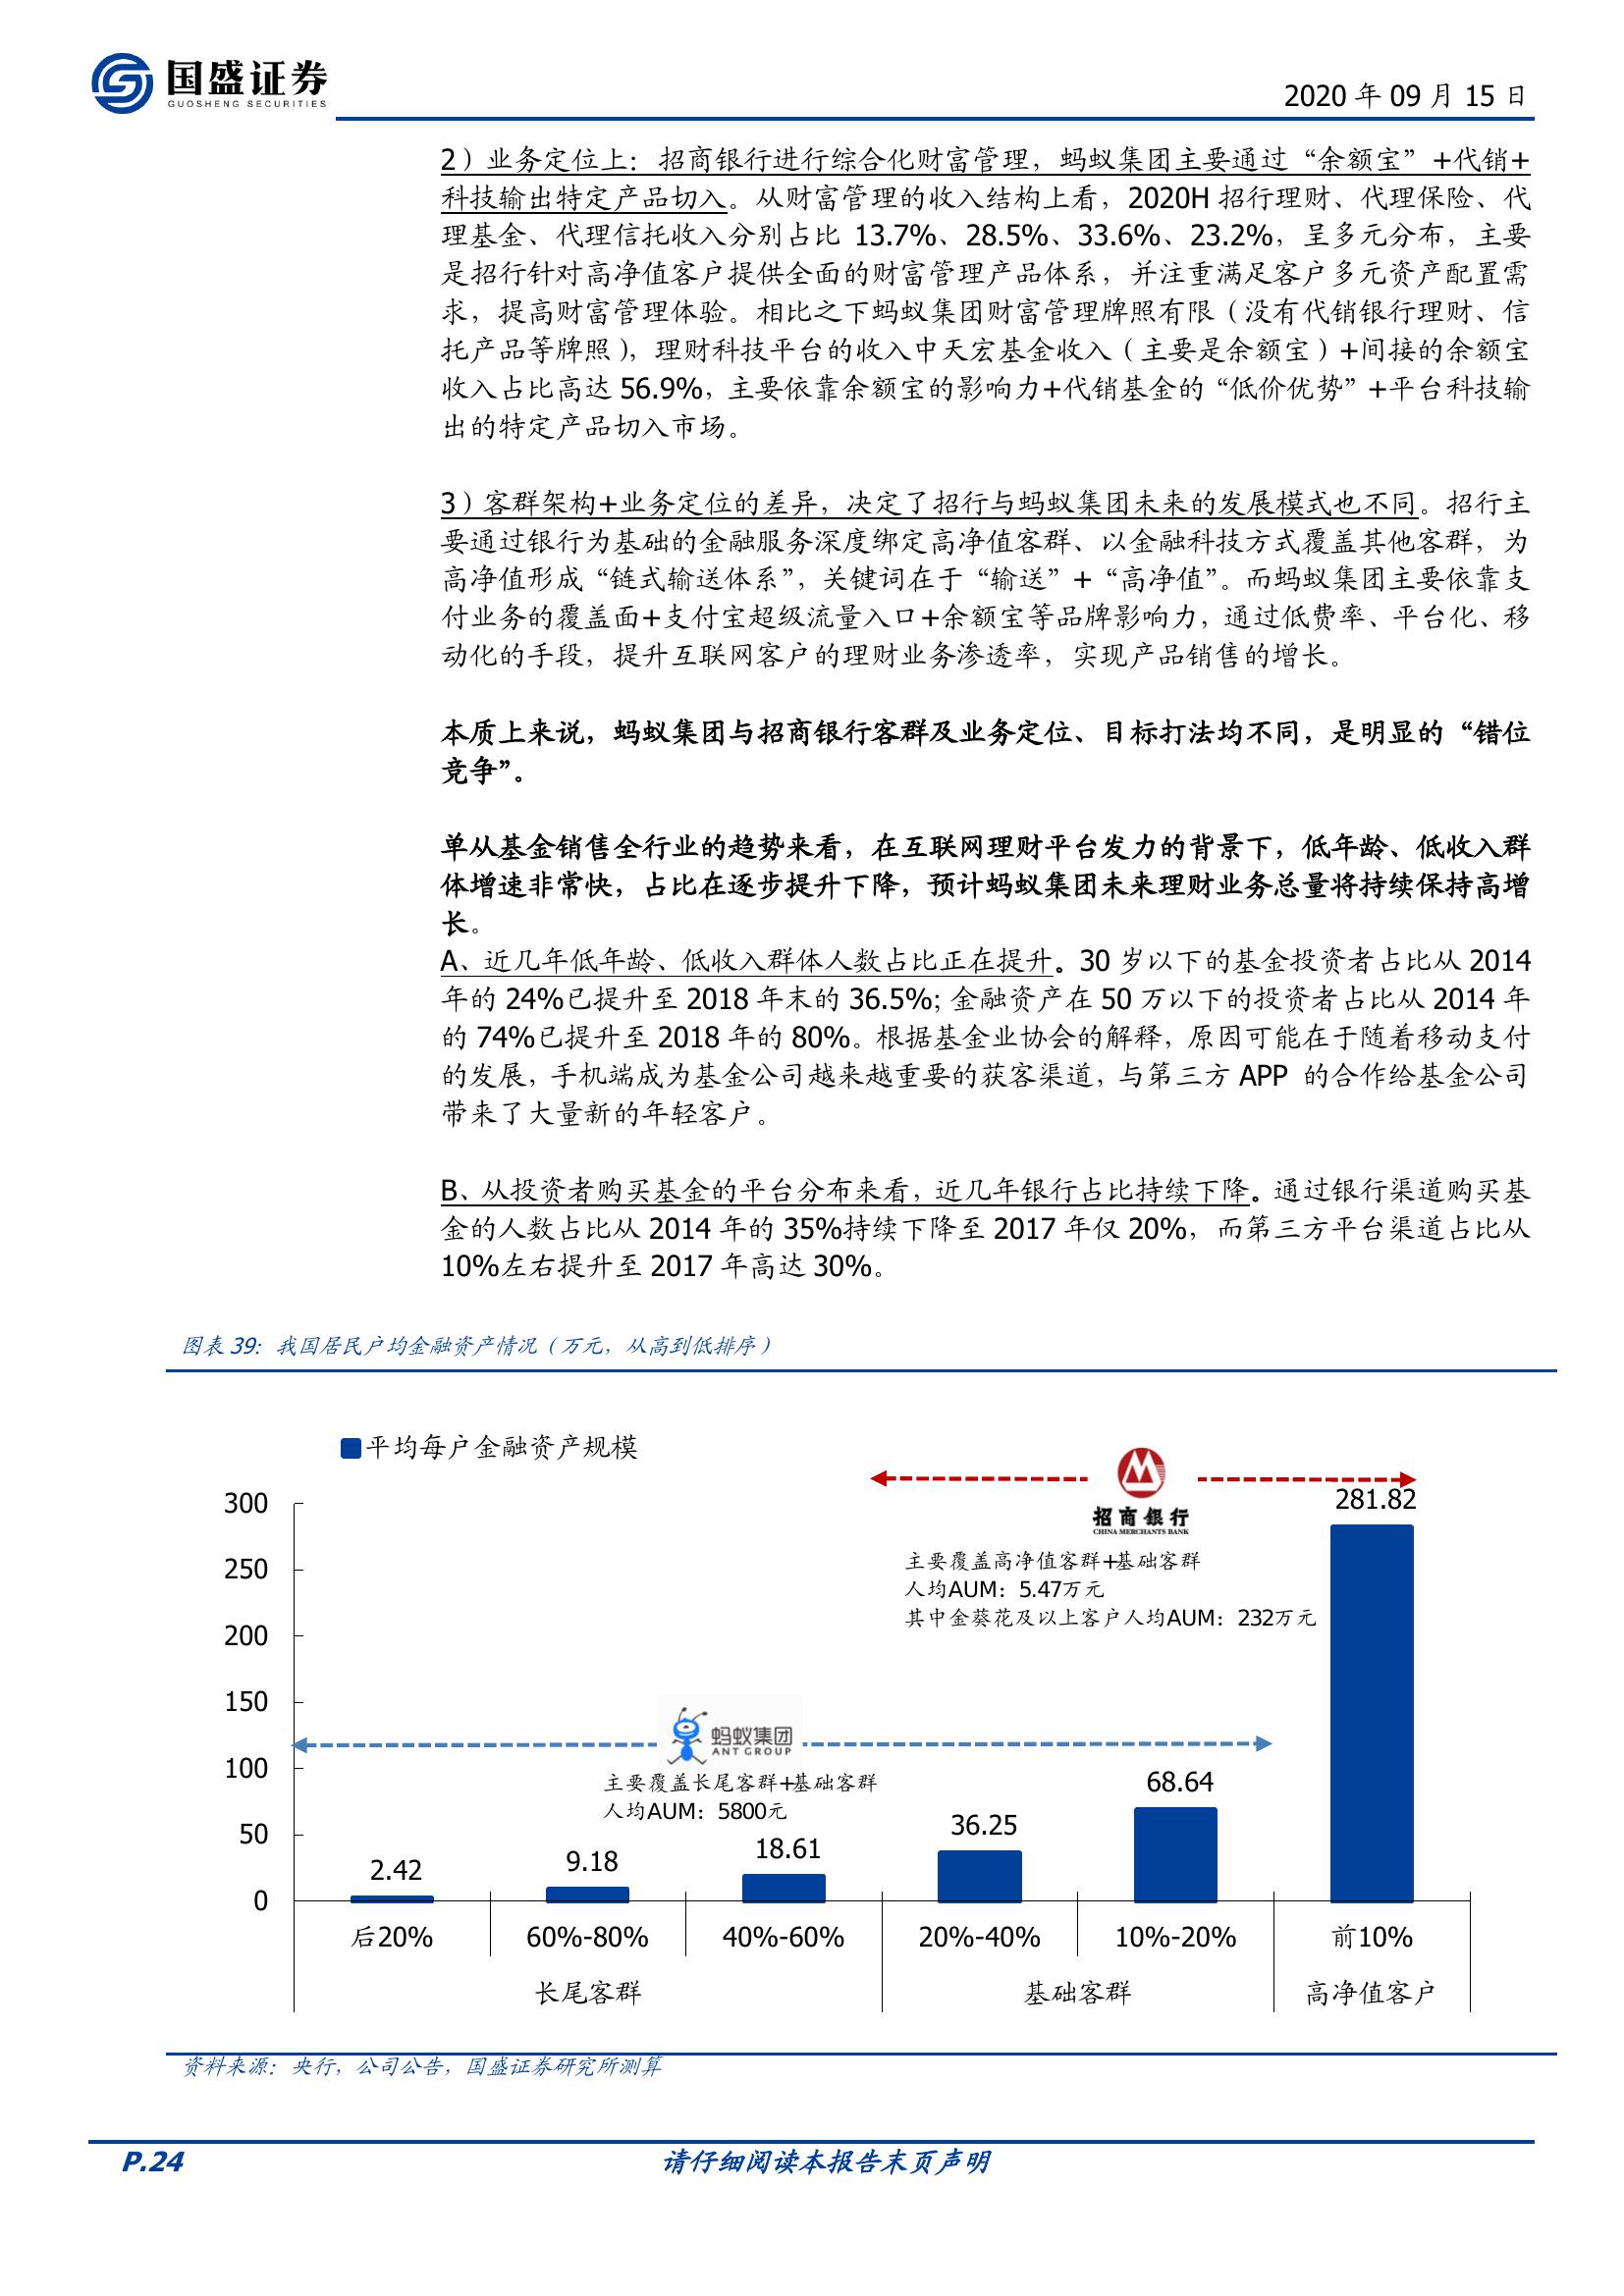 国盛证券
GUOSHENG SECURITIES
2020 年 09 月 15 日
2）业务定位上：招商银行进行综合化财富管理，蚂蚁集团主要通过“余额宝”+代销+
科技输出特定产品切入。从财富管理的收入结构上看，2020H 招行理财、代理保险、代
理基金、代理信托收入分别占比 13.7%、28.5%、33.6%、23.2%，呈多元分布，主要
是招行针对高净值客户提供全面的财富管理产品体系，并注重满足客户多元资产配置需
求，提高财富管理体验。相比之下蚂蚁集团财富管理牌照有限（没有代销银行理财、信
托产品等牌照），理财科技平台的收入中天宏基金收入（主要是余额宝）+间接的余额宝
收入占比高达 56.9%，主要依靠余额宝的影响力+代销基金的“低价优势”+平台科技输
出的特定产品切入市场。
3）客群架构+业务定位的差异，决定了招行与蚂蚁集团未来的发展模式也不同。招行主
要通过银行为基础的金融服务深度绑定高净值客群、以金融科技方式覆盖其他客群，为
高净值形成“链式输送体系”，关键词在于“输送”+“高净值”。而蚂蚁集团主要依靠支
付业务的覆盖面+支付宝超级流量入口+余额宝等品牌影响力，通过低费率、平台化、移
动化的手段，提升互联网客户的理财业务渗透率，实现产品销售的增长。
本质上来说，蚂蚁集团与招商银行客群及业务定位、目标打法均不同，是明显的“错位
竞争”。
单从基金销售全行业的趋势来看，在互联网理财平台发力的背景下，低年龄、低收入群
体增速非常快，占比在逐步提升下降，预计蚂蚁集团未来理财业务总量将持续保持高增
长。
A、近几年低年龄、低收入群体人数占比正在提升。30 岁以下的基金投资者占比从 2014
年的 24%已提升至 2018 年末的 36.5%; 金融资产在 50 万以下的投资者占比从 2014 年
的 74%已提升至 2018 年的 80%。根据基金业协会的解释，原因可能在于随着移动支付
的发展，手机端成为基金公司越来越重要的获客渠道，与第三方 APP 的合作给基金公司
带来了大量新的年轻客户。
B、从投资者购买基金的平台分布来看，近几年银行占比持续下降。通过银行渠道购买基
金的人数占比从 2014 年的 35%持续下降至 2017 年仅 20%，而第三方平台渠道占比从
10%左右提升至 2017 年高达 30%。
图表 39：我国居民户均金融资产情况（万元，从高到低排序）
平均每户金融资产规模
招商银行
CHINA MERCHANTS BANK
主要覆盖高净值客群+基础客群
人均AUM：5.47万元
其中金葵花及以上客户人均AUM：232万元
蚂蚁集团
ANT GROUP
主要覆盖长尾客群+基础客群
人均AUM：5800元
300
250
200
150
100
50
0
2.42
9.18
18.61
36.25
68.64
281.82
后20%
60%-80%
40%-60%
20%-40%
10%-20%
前10%
长尾客群
基础客群
高净值客户
资料来源：央行，公司公告，国盛证券研究所测算
P.24
请仔细阅读本报告末页声明